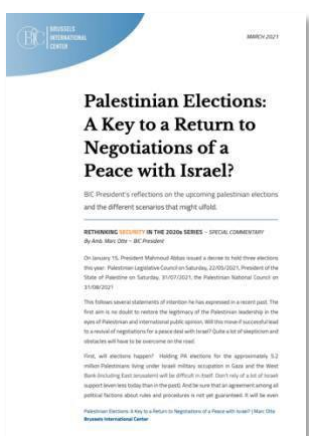 BIC
BRUSSELS
INTERNATIONAL
CENTER
MARCH 2021
Palestinian Elections:
A Key to a Return to
Negotiations of a
Peace with Israel?
BIC President's reflections on the upcoming palestinian elections
and the different scenarios that might ulfold.
RETHINKING SECURITY IN THE 2020s SERIES – SPECIAL COMMENTARY
By Amb. Marc Otte – BIC President
On January 15, President Mahmoud Abbas issued a decree to hold three elections
this year: Palestinian Legislative Council on Saturday, 22/05/2021, President of the
State of Palestine on Saturday, 31/07/2021, the Palestinian National Council on
31/08/2021
This follows several statements of intention he has expressed in a recent past. The
first aim is no doubt to restore the legitimacy of the Palestinian leadership in the
eyes of Palestinian and international public opinion. Will this move if successful lead
to a revival of negotiations for a peace deal with Israel? Quite a lot of skepticism and
obstacles will have to be overcome on the road.
First, will elections happen? Holding PA elections for the approximately 5.2
million Palestinians living under Israeli military occupation in Gaza and the West
Bank (including East Jerusalem) will be difficult in itself. Don't rely of a lot of Israeli
support (even less today than in the past). And be sure that an agreement among all
political factions about rules and procedures is not yet guaranteed. It will be even
Palestinian Elections: A Key to a Return to Negotiations of a Peace with Israel? | Marc Otte
Brussels International Center